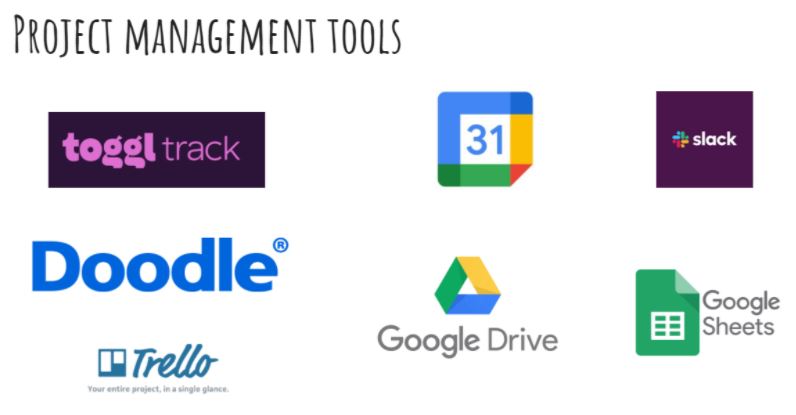 PROJECT MANAGEMENT TOOLS
toggl track
31
slack
Doodle®
Google Drive
Google
Sheets
Trello
Your entire project, in a single glance.